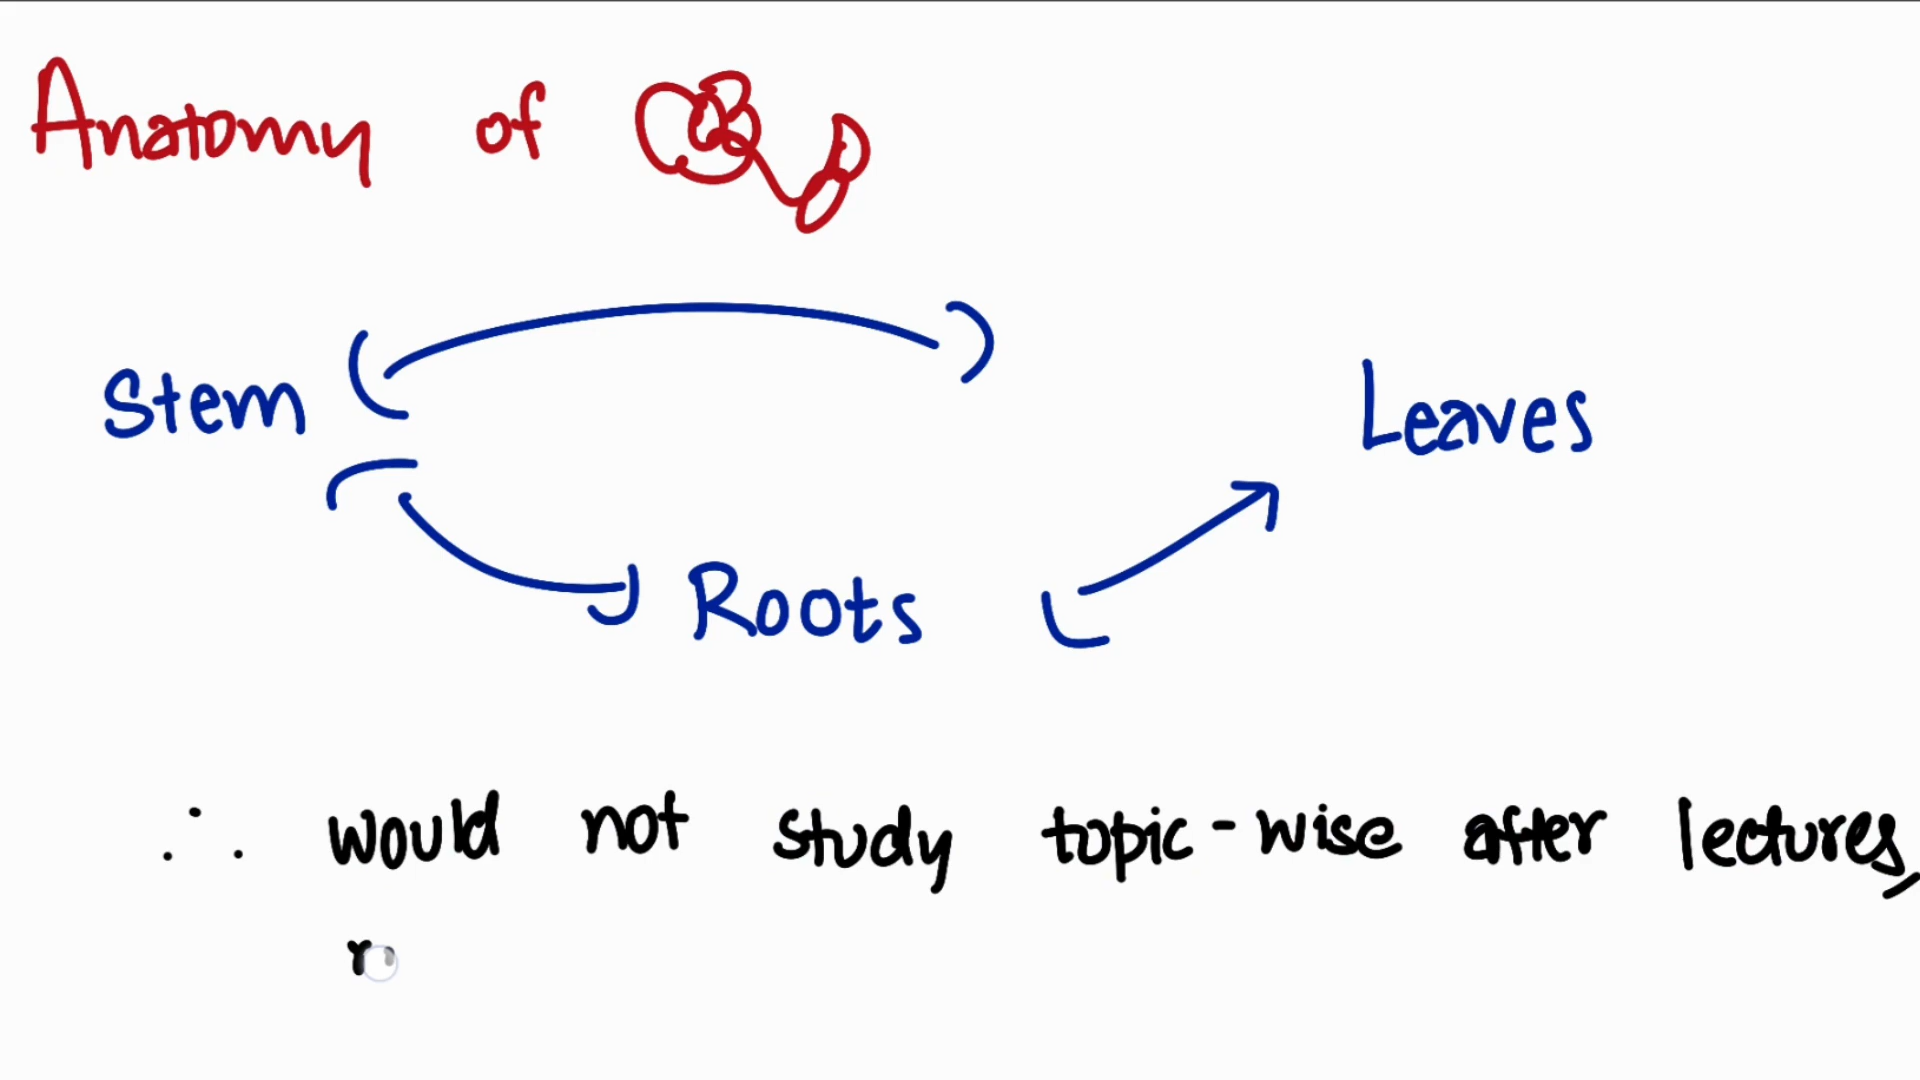 Anatomy of
Stem
Leaves
Roots
∴ would not study topic-wise after lectures,
r